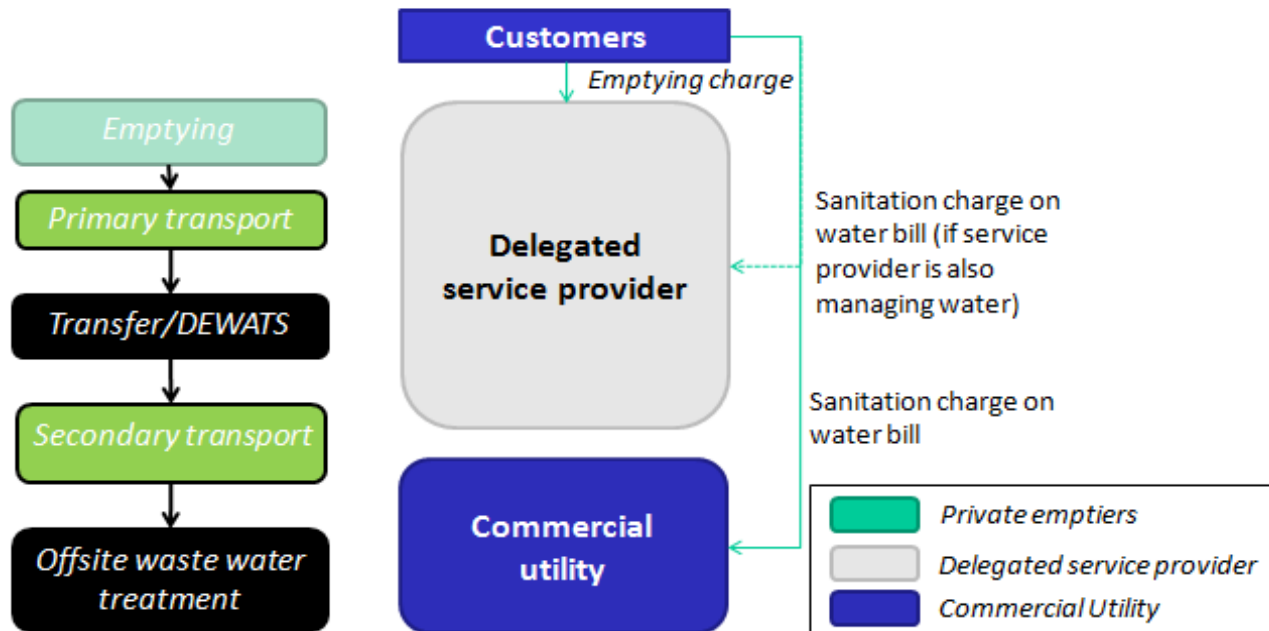 Customers
Emptying charge
Emptying
Primary transport
Transfer/DEWATS
Secondary transport
Offsite waste water
treatment
Delegated
service provider
Sanitation charge on
water bill (if service
provider is also
managing water)
Sanitation charge on
water bill
Commercial
utility
Private emptiers
Delegated service provider
Commercial Utility